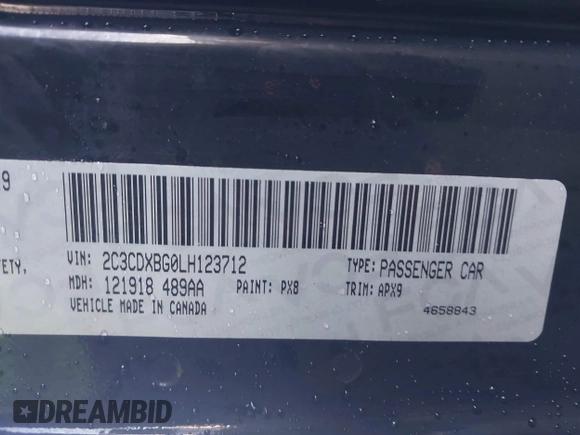 9
ETY,
VIN: 2C3CDXBG0LH123712 TYPE: PASSENGER CAR
MDH: 121918 489AA PAINT: PX8 TRIM: APX9
VEHICLE MADE IN CANADA 4658843
DREAMBID